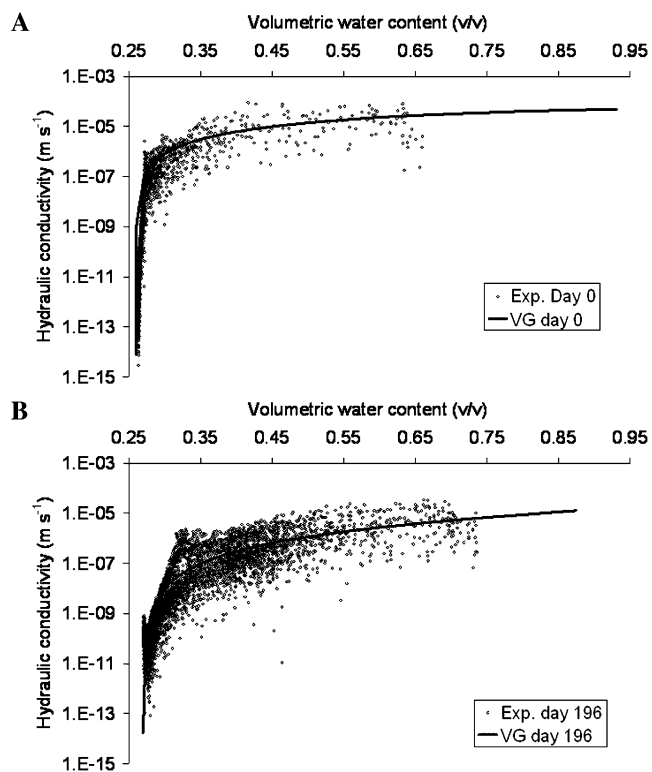 A
Volumetric water content (v/v)
0.25 0.35 0.45 0.55 0.65 0.75 0.85 0.95
1.E-03
1.E-05
1.E-07
1.E-09
1.E-11
1.E-13
1.E-15
Hydraulic conductivity (m s⁻¹)
Exp. Day 0
VG day 0
B
Volumetric water content (v/v)
0.25 0.35 0.45 0.55 0.65 0.75 0.85 0.95
1.E-03
1.E-05
1.E-07
1.E-09
1.E-11
1.E-13
1.E-15
Hydraulic conductivity (m s⁻¹)
Exp. day 196
VG day 196